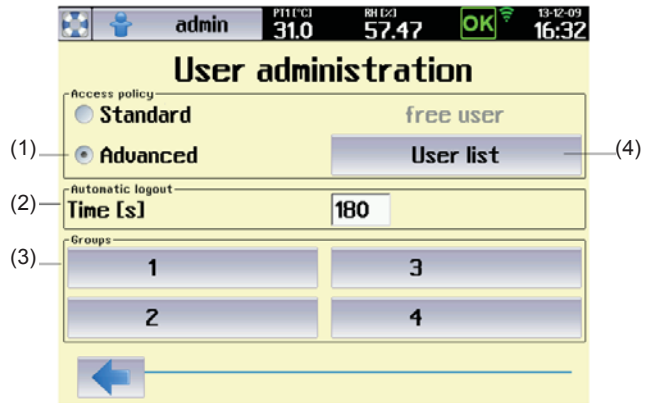 admin PT1[°C] 31.0 RH[%] 57.47 OK 13-12-09 16:32
User administration
Access policy
Standard free user
(1) Advanced User list (4)
Automatic logout
(2) Time [s] 180
Groups
(3) 1 3
2 4